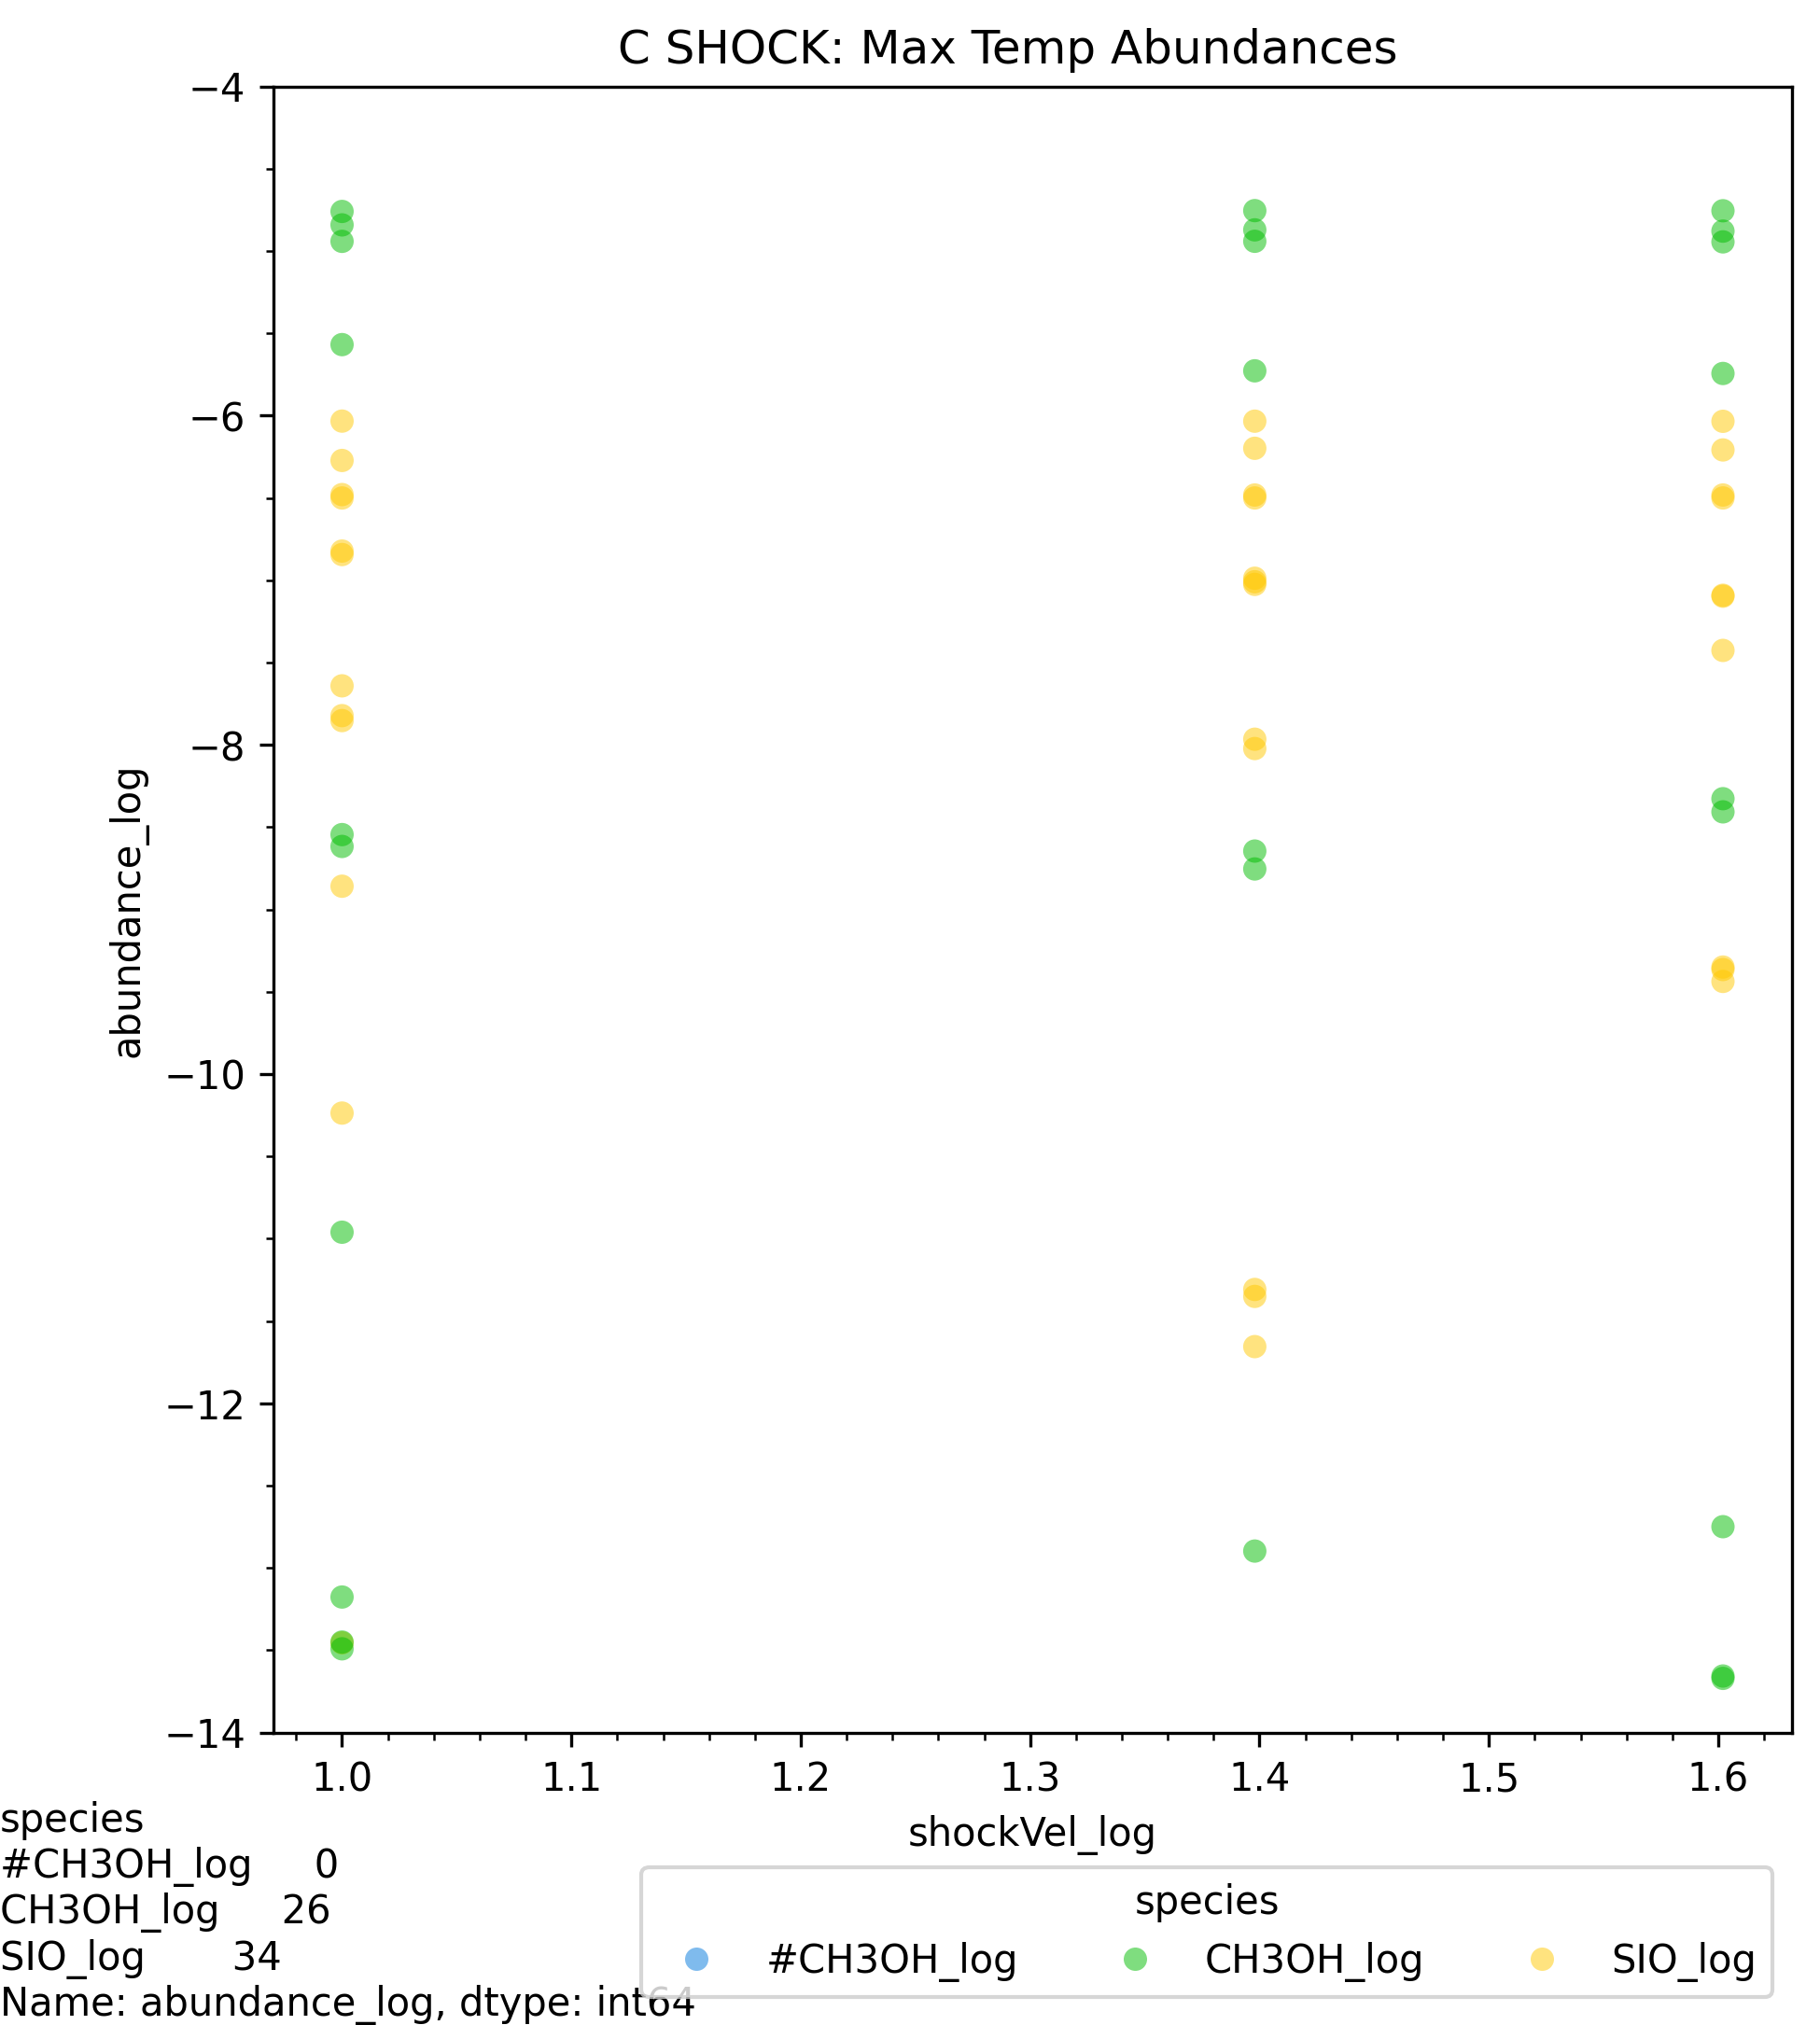 C SHOCK: Max Temp Abundances
−4
−6
−8
−10
−12
−14
abundance_log
1.0 1.1 1.2 1.3 1.4 1.5 1.6
shockVel_log
species
#CH3OH_log 0
CH3OH_log 26
SIO_log 34
Name: abundance_log, dtype: int64
species
#CH3OH_log CH3OH_log SIO_log